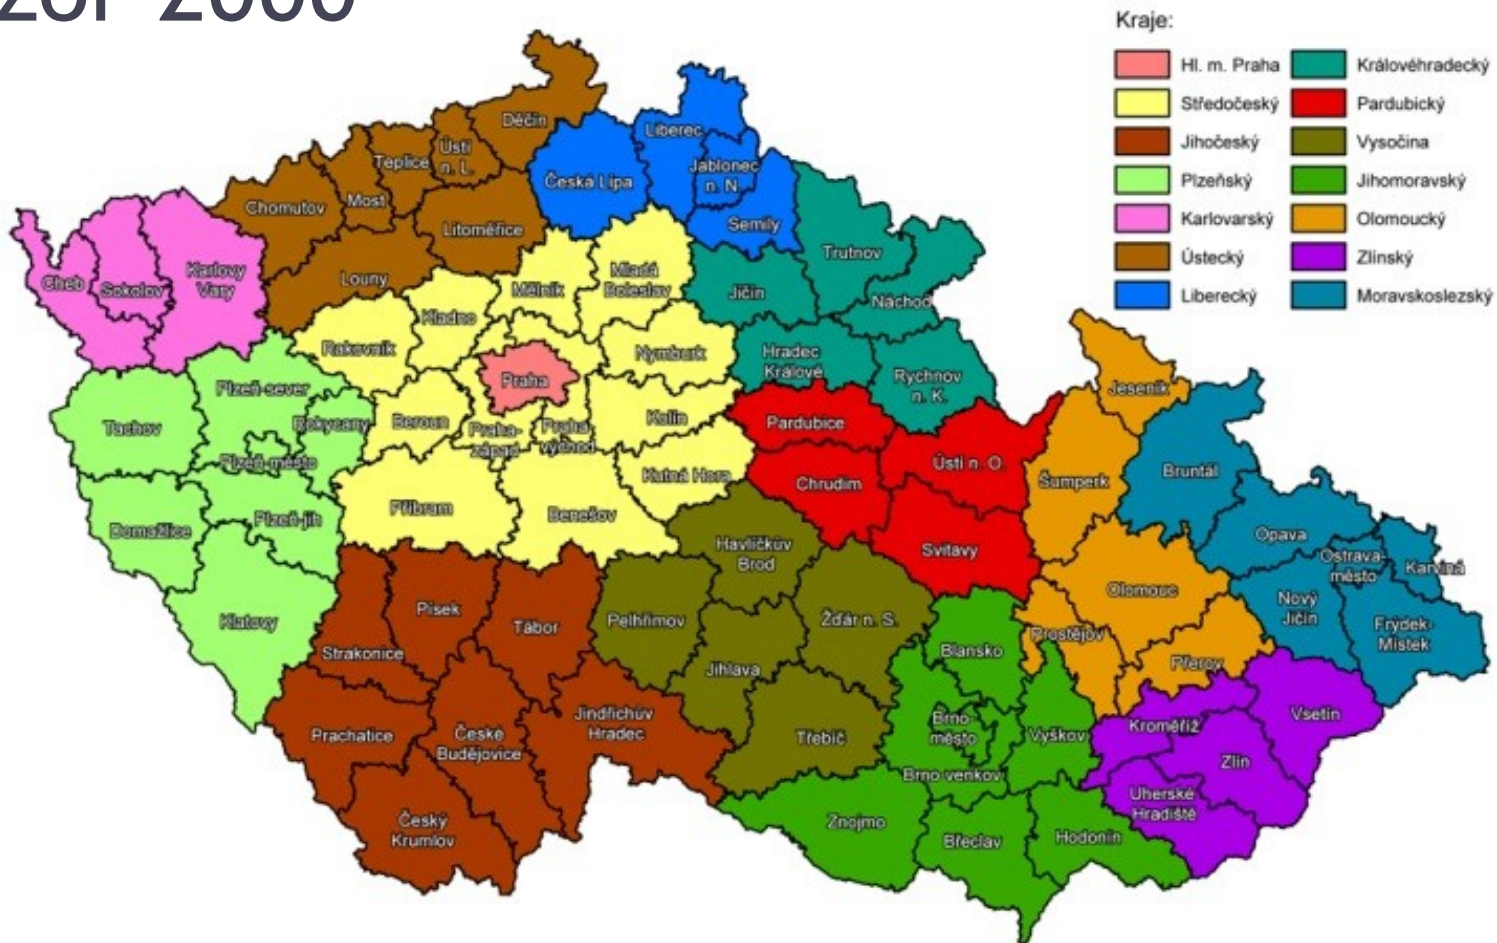 2000
Kraje:
Hl. m. Praha
Středočeský
Jihočeský
Plzeňský
Karlovarský
Ústecký
Liberecký
Královéhradecký
Pardubický
Vysočina
Jihomoravský
Olomoucký
Zlínský
Moravskoslezský
Děčín
Liberec
Ústí
n. L.
Teplice
Jablonec
n. N.
Česká Lípa
Most
Chomutov
Litoměřice
Semily
Trutnov
Karlovy
Vary
Cheb
Sokolov
Louny
Mělník
Mladá
Boleslav
Jičín
Náchod
Kladno
Rakovník
Nymburk
Hradec
Králové
Praha
Rychnov
n. K.
Jeseník
Plzeň-sever
Tachov
Rokycany
Beroun
Praha-
západ
Praha
východ
Kolín
Pardubice
Plzeň-město
Kutná Hora
Chrudim
Ústí n. O.
Šumperk
Bruntál
Domažlice
Plzeň-jih
Příbram
Benešov
Havlíčkův
Brod
Svitavy
Opava
Ostrava-
město
Karviná
Klatovy
Písek
Tábor
Pelhřimov
Žďár n. S.
Olomouc
Nový
Jičín
Frýdek-
Místek
Strakonice
Jihlava
Blansko
Prostějov
Přerov
Prachatice
České
Budějovice
Jindřichův
Hradec
Třebíč
Brno-
město
Vyškov
Kroměříž
Vsetín
Brno-venkov
Zlín
Uherské
Hradiště
Český
Krumlov
Znojmo
Břeclav
Hodonín